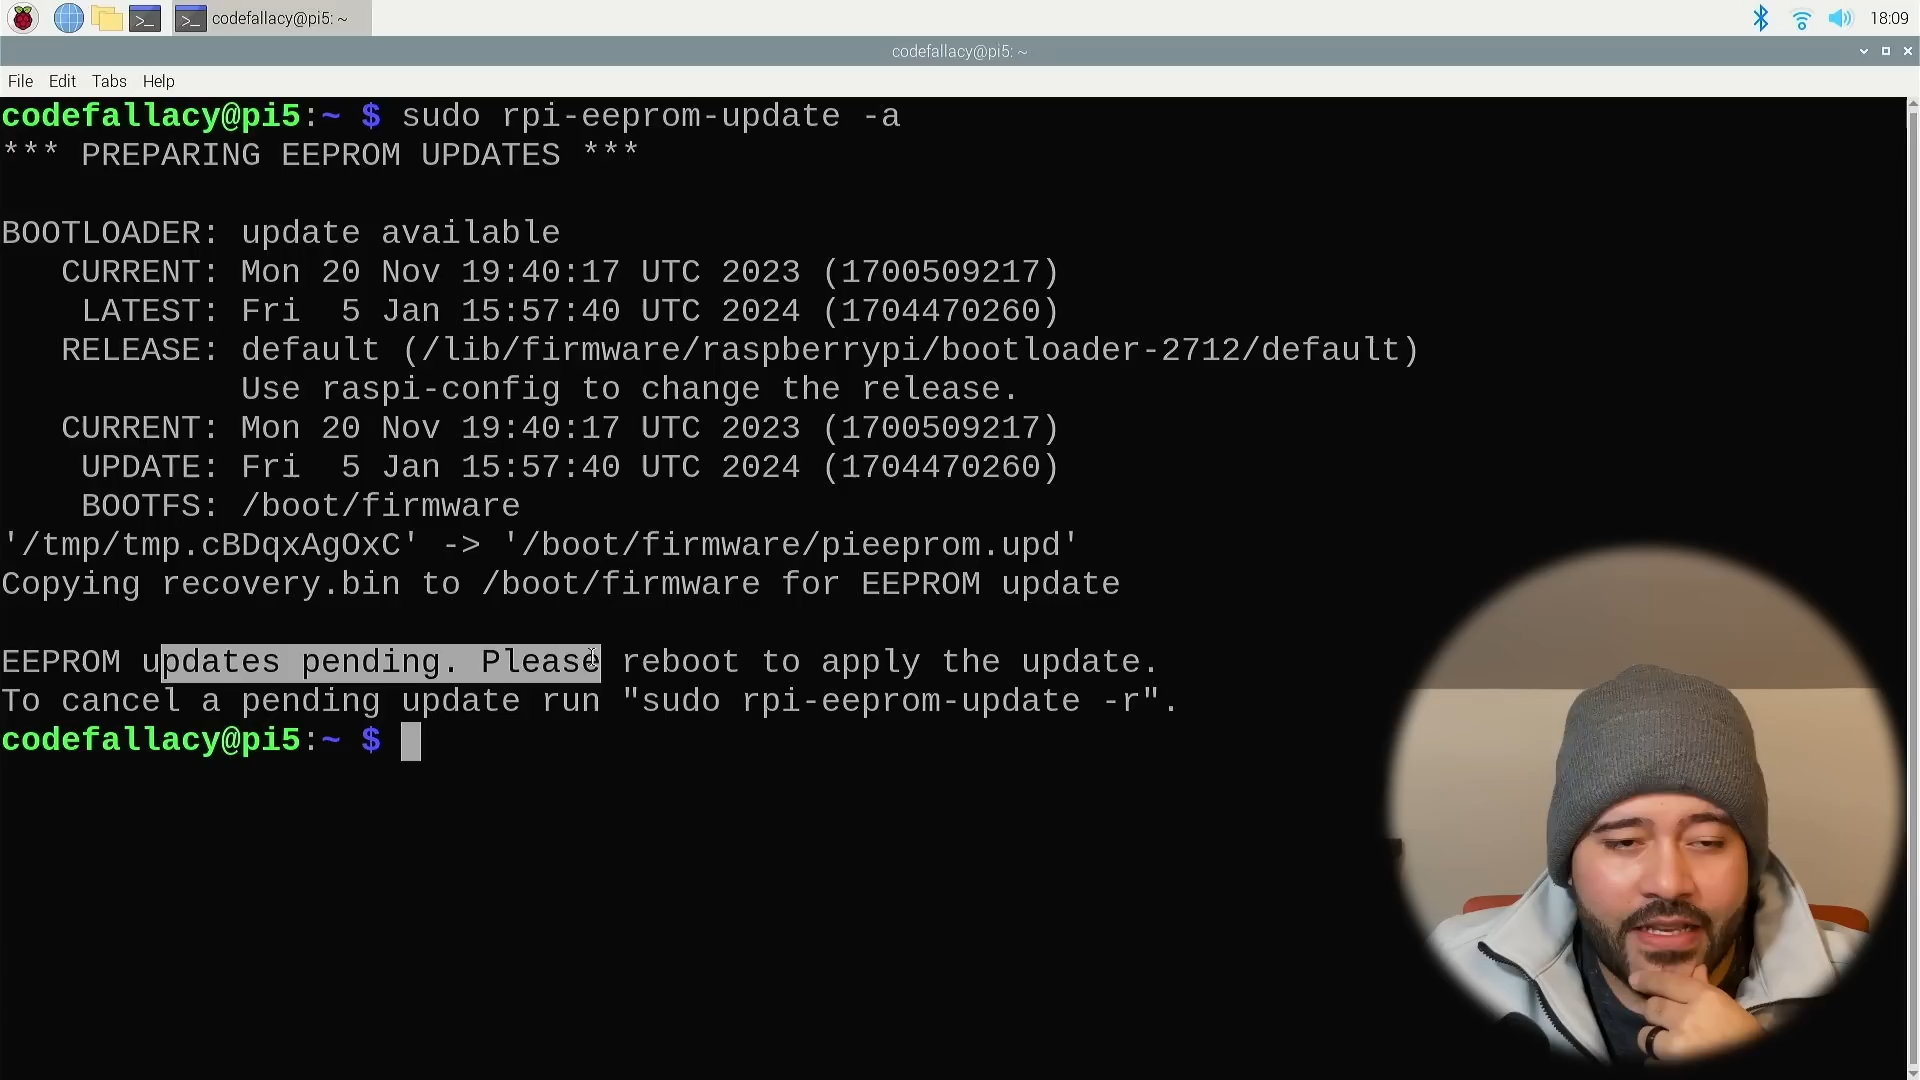 codefallacy@pi5: ~
18:09
codefallacy@pi5: ~
File Edit Tabs Help
codefallacy@pi5:~ $ sudo rpi-eeprom-update -a
*** PREPARING EEPROM UPDATES ***
BOOTLOADER: update available
CURRENT: Mon 20 Nov 19:40:17 UTC 2023 (1700509217)
LATEST: Fri  5 Jan 15:57:40 UTC 2024 (1704470260)
RELEASE: default (/lib/firmware/raspberrypi/bootloader-2712/default)
Use raspi-config to change the release.
CURRENT: Mon 20 Nov 19:40:17 UTC 2023 (1700509217)
UPDATE: Fri  5 Jan 15:57:40 UTC 2024 (1704470260)
BOOTFS: /boot/firmware
'/tmp/tmp.cBDqxAgOxC' -> '/boot/firmware/pieeprom.upd'
Copying recovery.bin to /boot/firmware for EEPROM update
EEPROM updates pending. Please reboot to apply the update.
To cancel a pending update run "sudo rpi-eeprom-update -r".
codefallacy@pi5:~ $